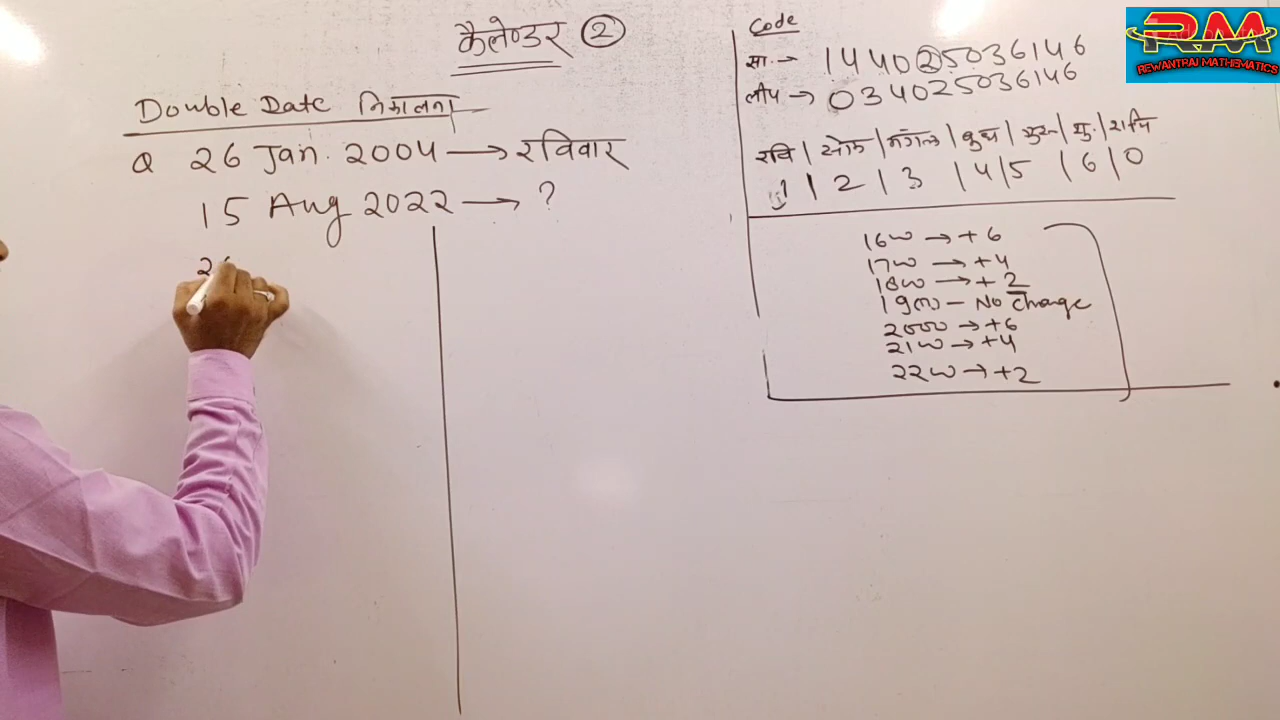 कैलेण्डर ②
Double Date निकालना
Q 26 Jan. 2004 → रविवार
15 Aug 2022 → ?
26
Code
सा. → 144025036146
लीप → 034025036146
रवि | सोम | मंगल | बुध | गुरु | शु. | शनि
1 | 2 | 3 | 4 | 5 | 6 | 0
1600 → +6
1700 → +4
1800 → +2
1900 - No change
2000 → +6
2100 → +4
2200 → +2
RM
REWANTRAJ MATHEMATICS